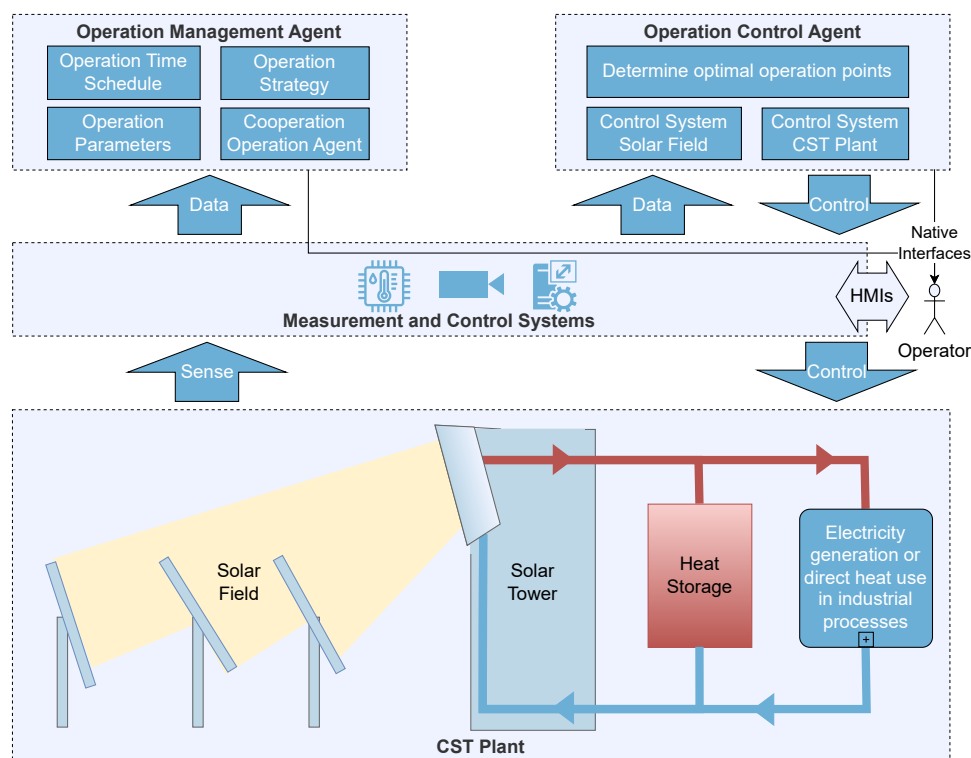 Operation Management Agent
Operation Time
Schedule
Operation
Strategy
Operation
Parameters
Cooperation
Operation Agent
Operation Control Agent
Determine optimal operation points
Control System
Solar Field
Control System
CST Plant
Data
Data
Control
Native
Interfaces
Measurement and Control Systems
HMIs
Operator
Sense
Control
Solar
Field
Solar
Tower
Heat
Storage
Electricity
generation or
direct heat use
in industrial
processes
+
CST Plant